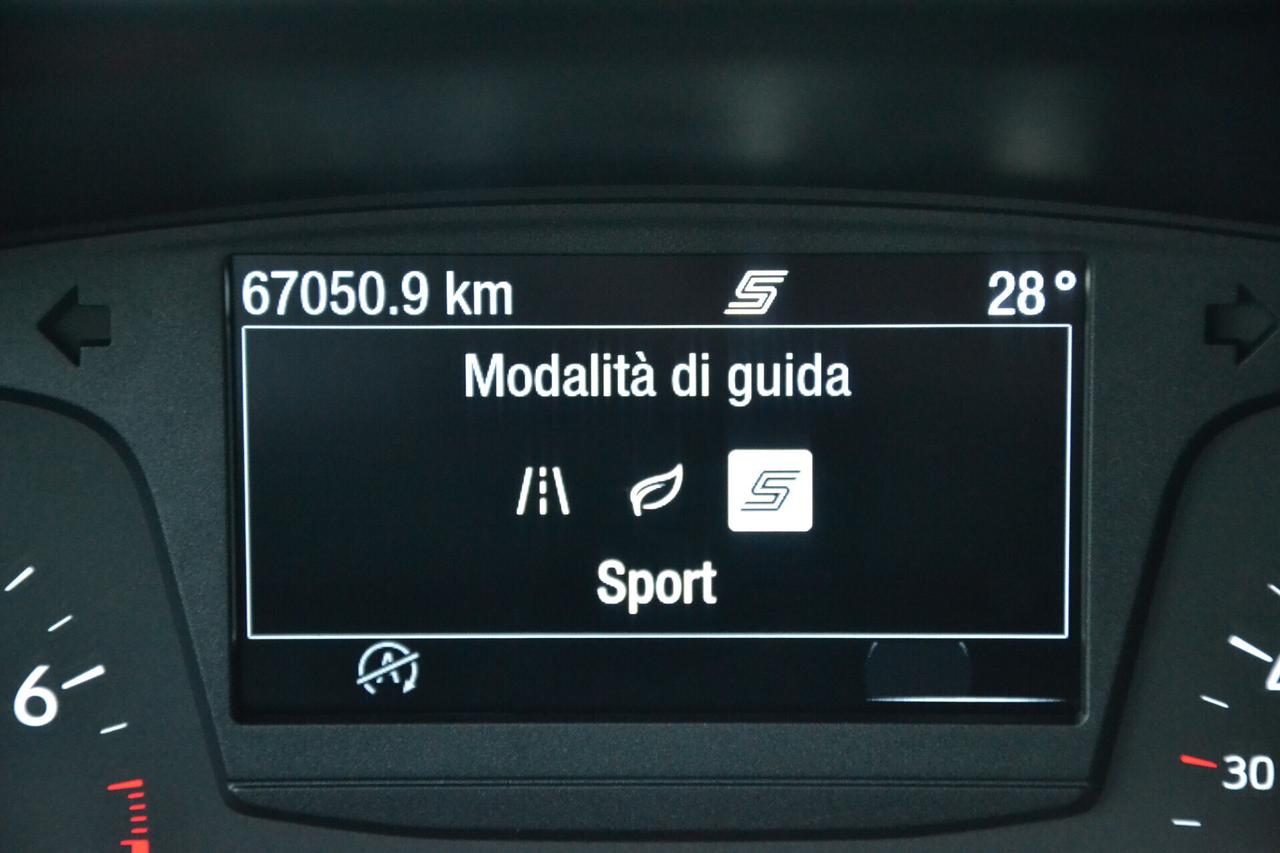 67050.9 km 28°
Modalità di guida
Sport
A
6
30